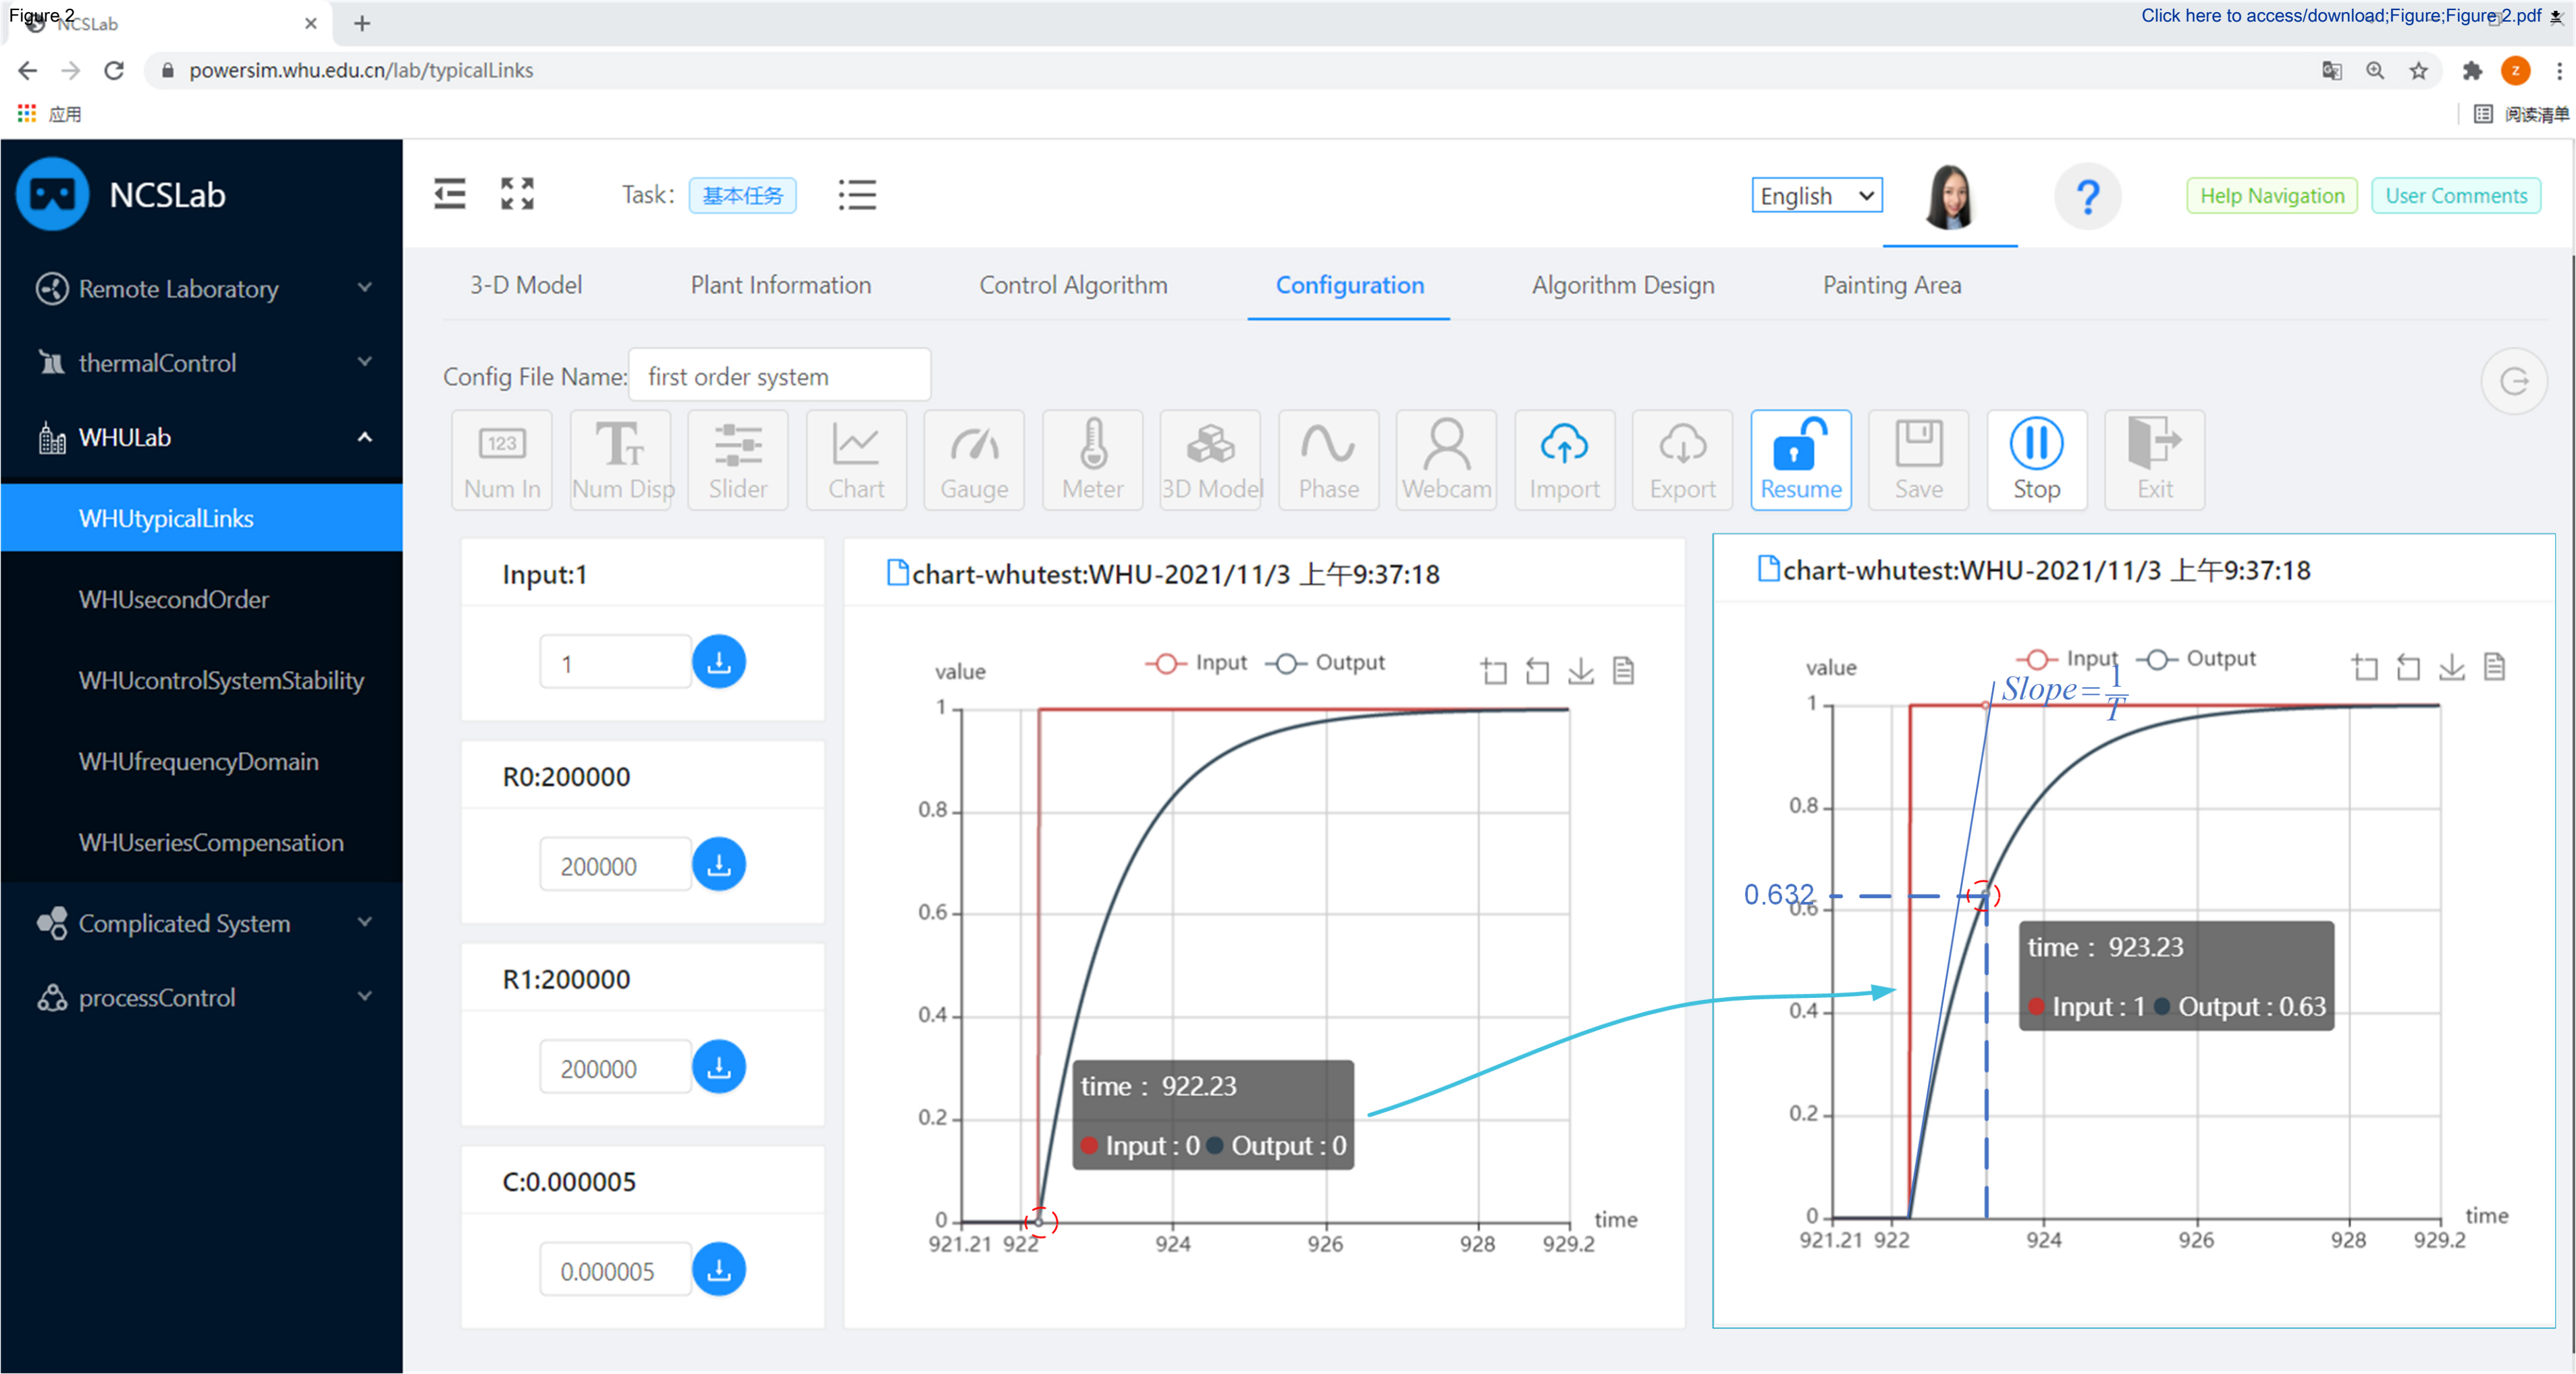 Figure 2
Click here to access/download;Figure;Figure 2.pdf
NCSLab
powersim.whu.edu.cn/lab/typicalLinks
Z
应用
阅读清单
NCSLab
Task: 基本任务
English
?
Help Navigation
User Comments
Remote Laboratory
thermalControl
WHULab
WHUtypicalLinks
WHUsecondOrder
WHUcontrolSystemStability
WHUfrequencyDomain
WHUseriesCompensation
Complicated System
processControl
3-D Model
Plant Information
Control Algorithm
Configuration
Algorithm Design
Painting Area
Config File Name: first order system
123
Num In
Num Disp
Slider
Chart
Gauge
Meter
3D Model
Phase
Webcam
Import
Export
Resume
Save
Stop
Exit
Input:1
1
R0:200000
200000
R1:200000
200000
C:0.000005
0.000005
chart-whutest:WHU-2021/11/3 上午9:37:18
value
Input
Output
1
0.8
0.6
0.4
0.2
0
time : 922.23
Input : 0 Output : 0
time
921.21 922 924 926 928 929.2
chart-whutest:WHU-2021/11/3 上午9:37:18
value
Input
Output
Slope=1/T
1
0.8
0.632
0.6
0.4
0.2
0
time : 923.23
Input : 1 Output : 0.63
time
921.21 922 924 926 928 929.2